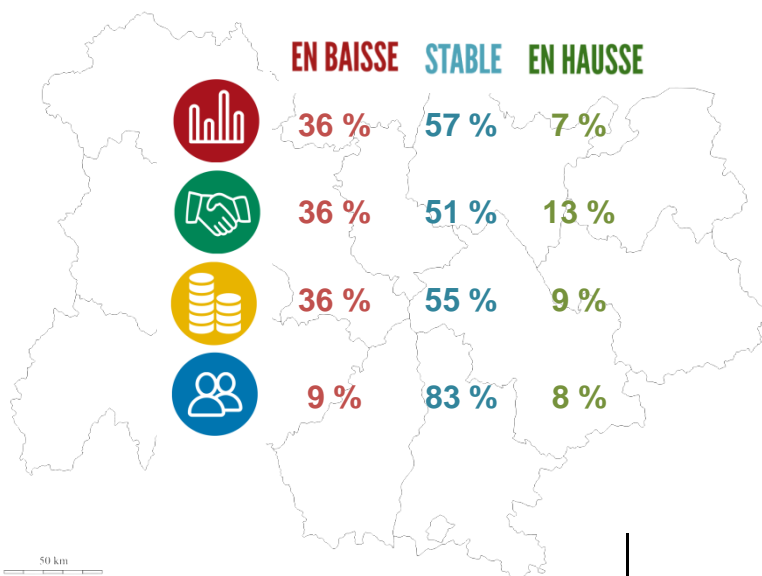 EN BAISSE STABLE EN HAUSSE
36 % 57 % 7 %
36 % 51 % 13 %
36 % 55 % 9 %
9 % 83 % 8 %
50 km